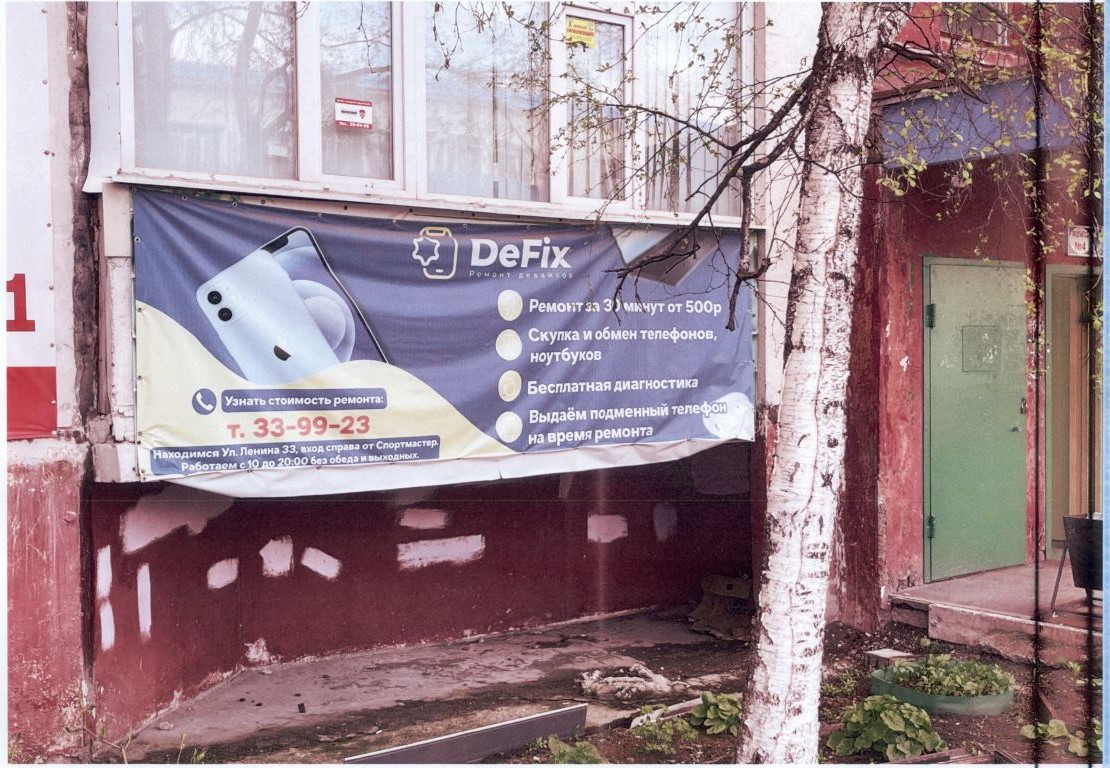 1
DeFix
Ремонт девайсов
Ремонт за 30 минут от 500р
Скупка и обмен телефонов,
ноутбуков
Бесплатная диагностика
Выдаём подменный телефон
на время ремонта
Узнать стоимость ремонта:
т. 33-99-23
Находимся Ул. Ленина 33, вход справа от Спортмастер.
Работаем с 10 до 20:00 без обеда и выходных.
№4